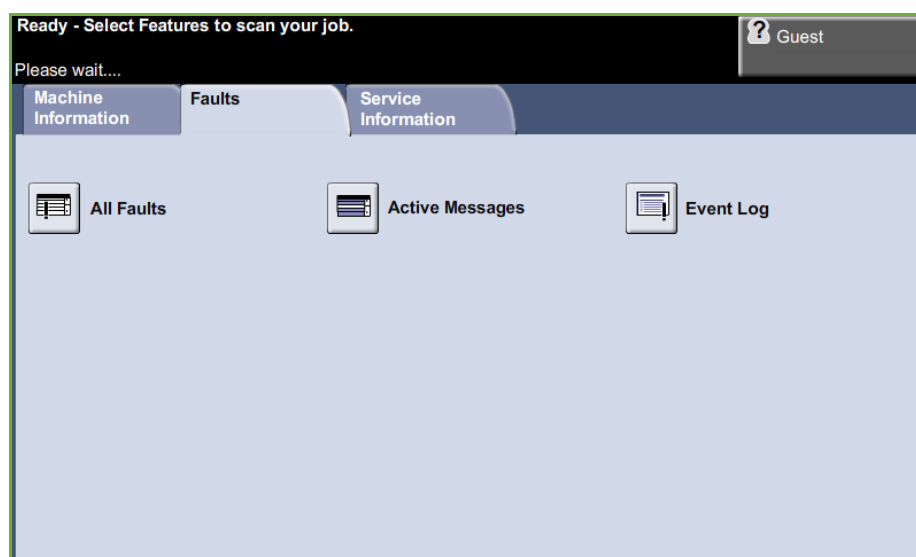 Ready - Select Features to scan your job.
? Guest
Please wait....
Machine
Information
Faults
Service
Information
All Faults
Active Messages
Event Log